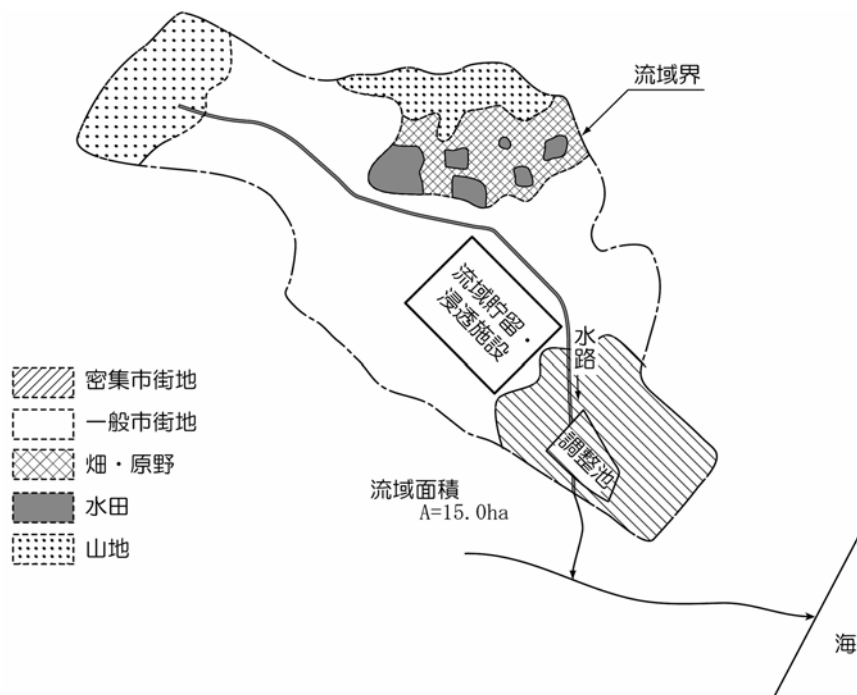 流域界
流域貯留・
浸透施設
水路
密集市街地
一般市街地
畑・原野
水田
山地
調整池
流域面積
A=15.0ha
海